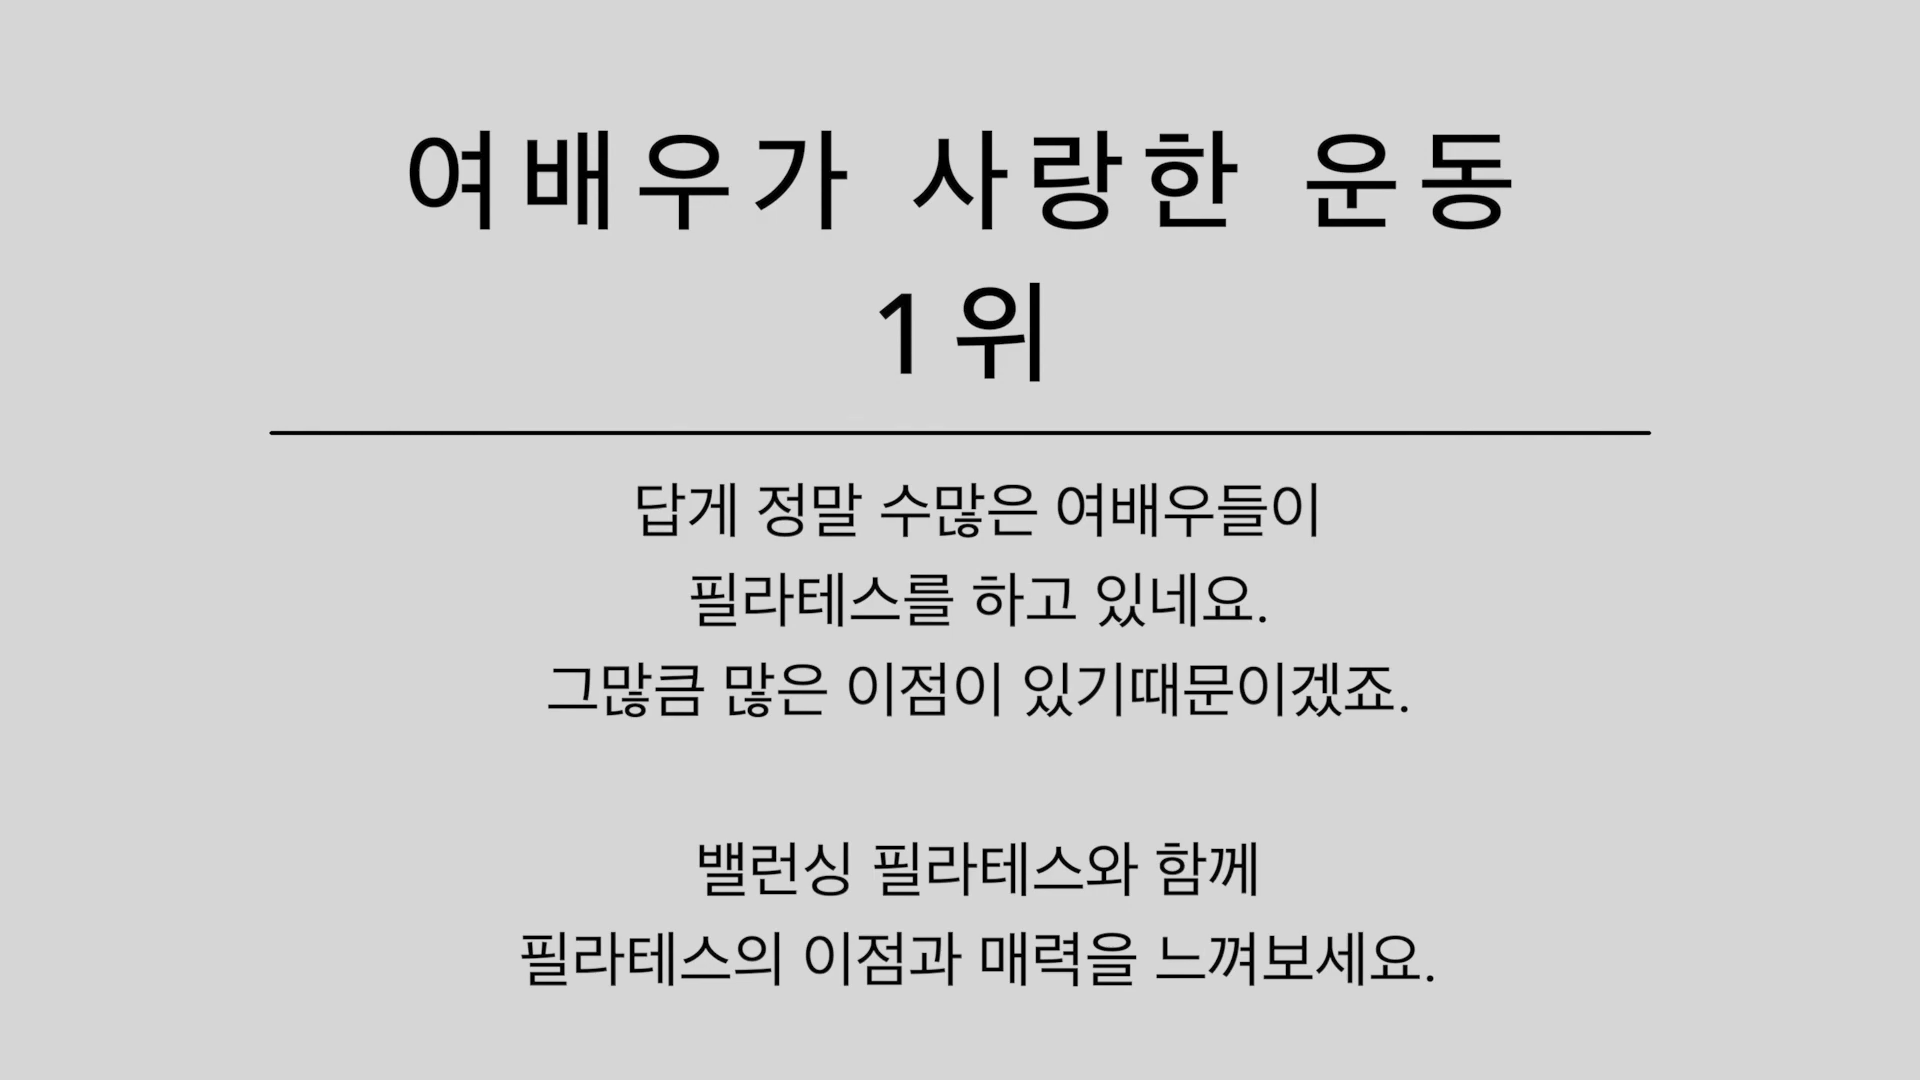 여배우가 사랑한 운동
1위
답게 정말 수많은 여배우들이
필라테스를 하고 있네요.
그많큼 많은 이점이 있기때문이겠죠.
밸런싱 필라테스와 함께
필라테스의 이점과 매력을 느껴보세요.